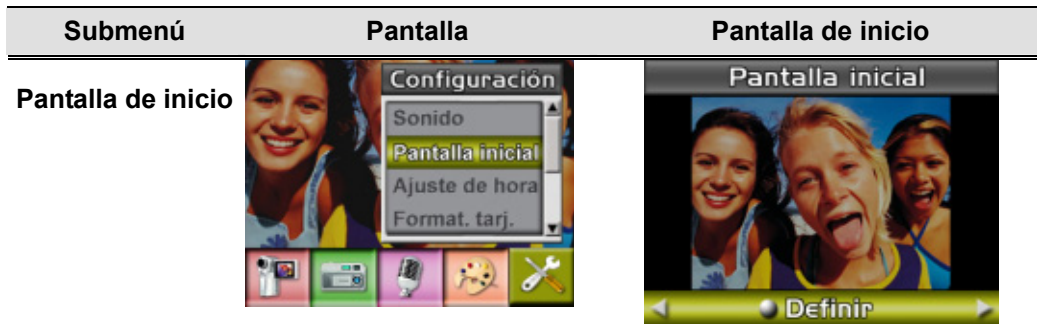 Submenú Pantalla Pantalla de inicio
Pantalla de inicio
Configuración
Sonido
Pantalla inicial
Ajuste de hora
Format. tarj.
Pantalla inicial
Definir